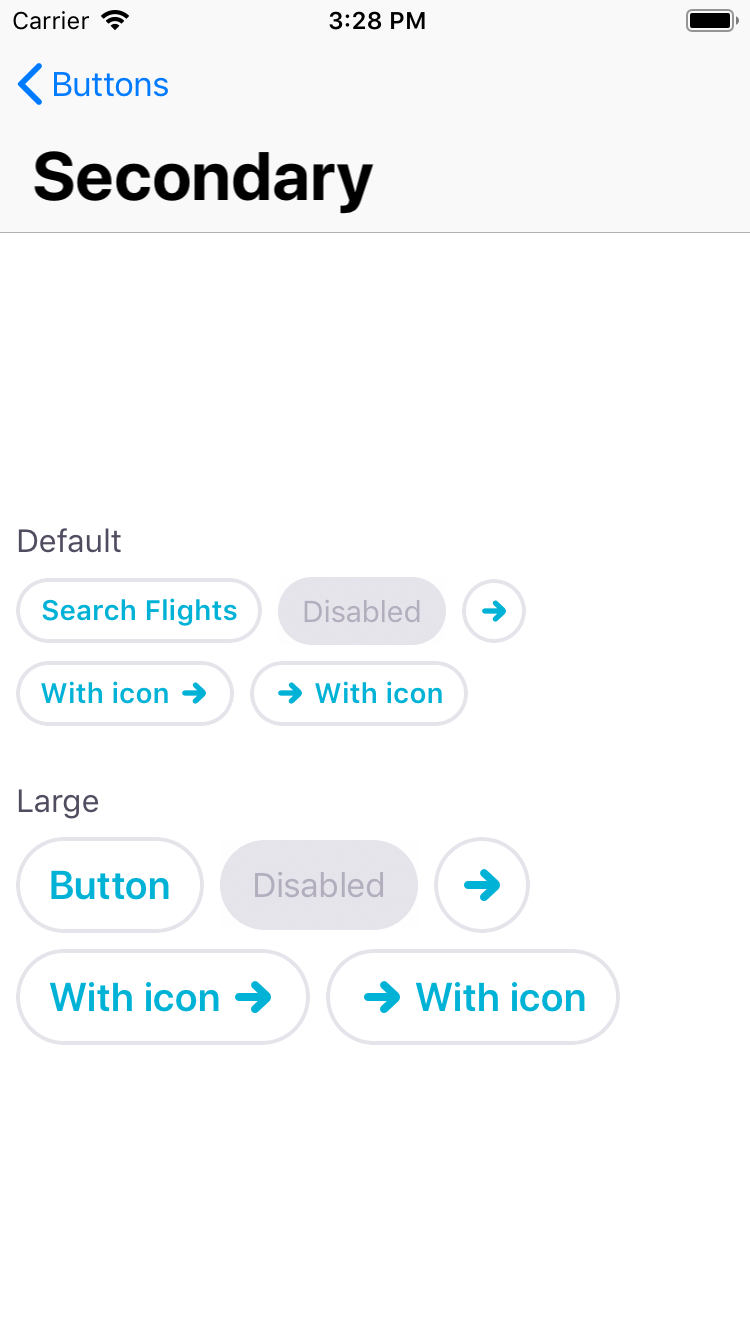 Carrier 3:28 PM
Buttons
Secondary
Default
Search Flights Disabled
With icon With icon
Large
Button Disabled
With icon With icon